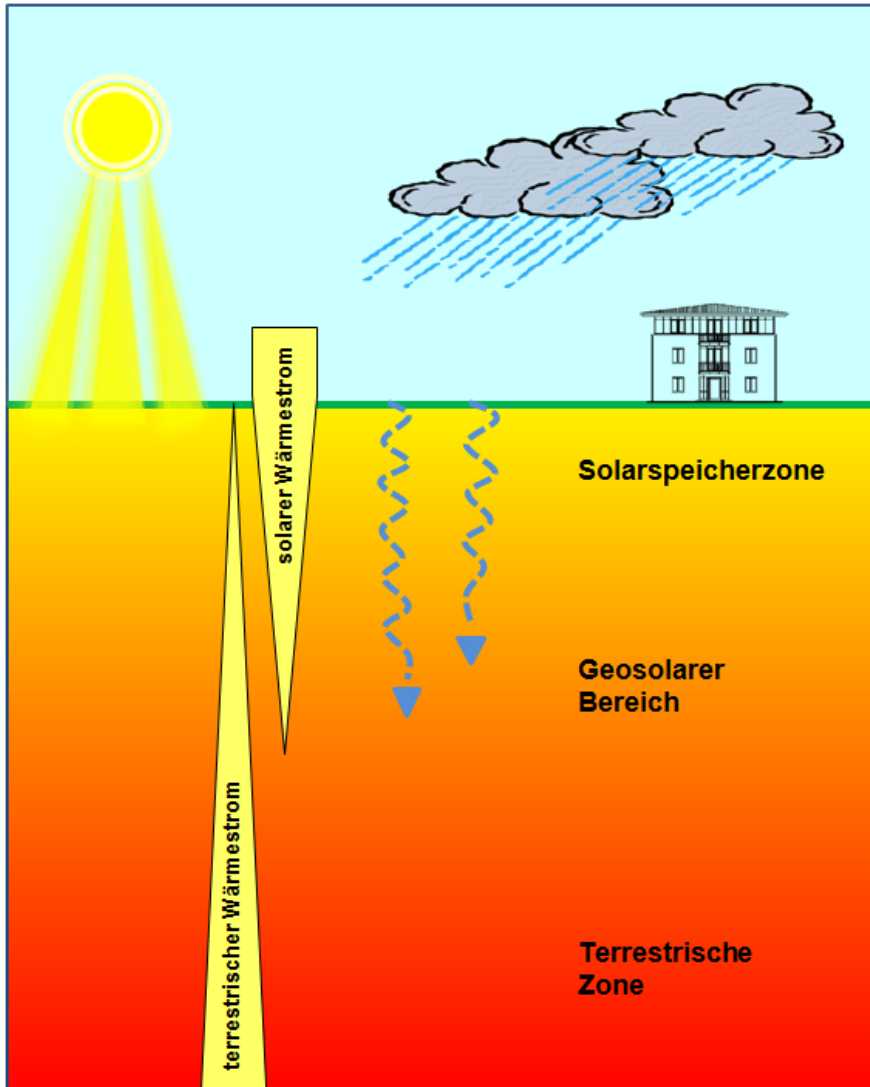 solarer Wärmestrom
Solarspeicherzone
Geosolarer
Bereich
terrestrischer Wärmestrom
Terrestrische
Zone